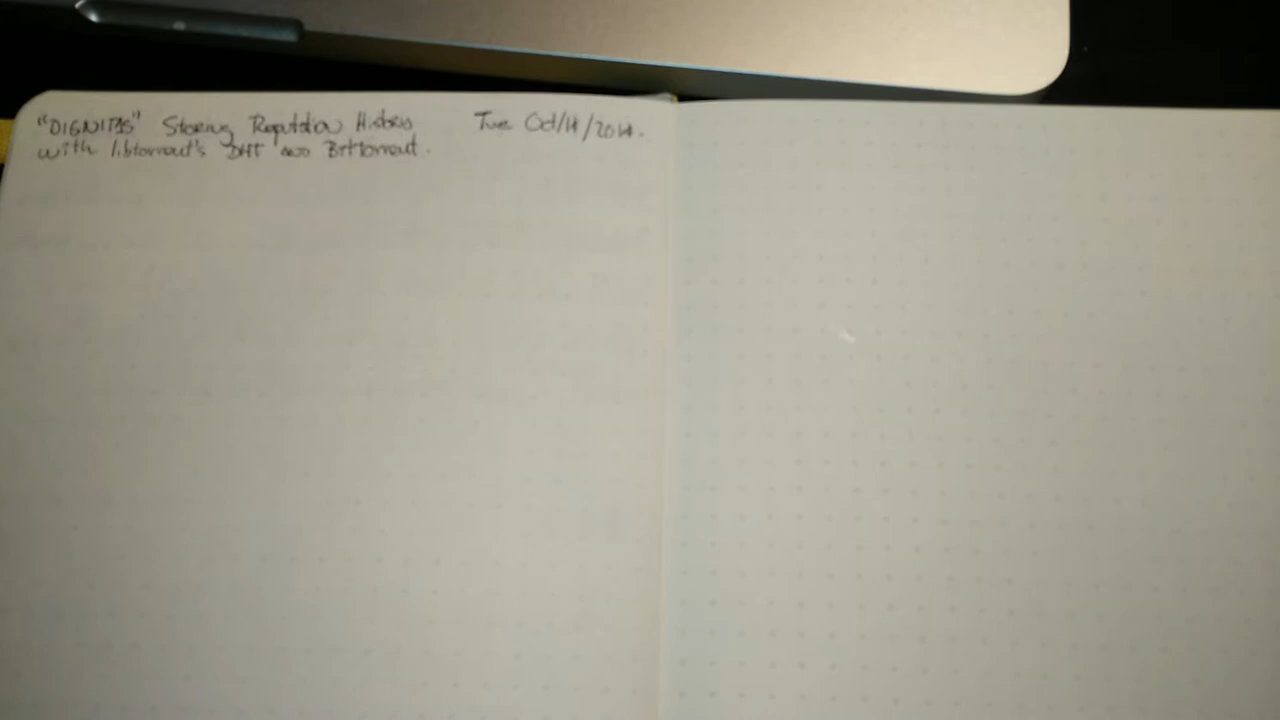 "DIGNITAS" Storing Reputation History Tue Oct/14/2014.
with libtorrent's DHT AND BitTorrent.